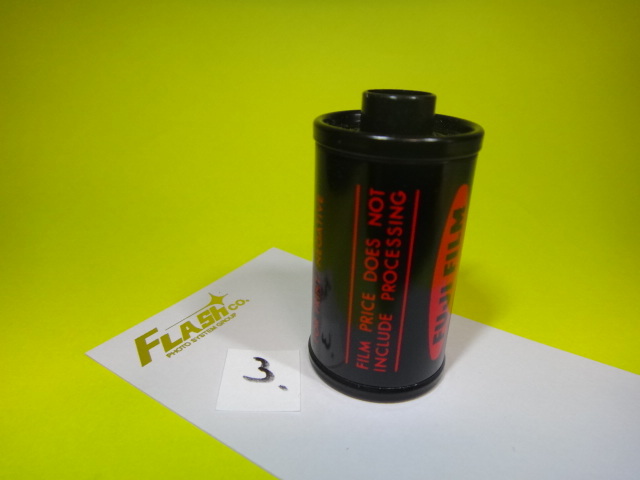 FLASH CO.
PHOTO SYSTEM GROUP
3.
FILM PRICE DOES NOT
INCLUDE PROCESSING
FUJI FILM